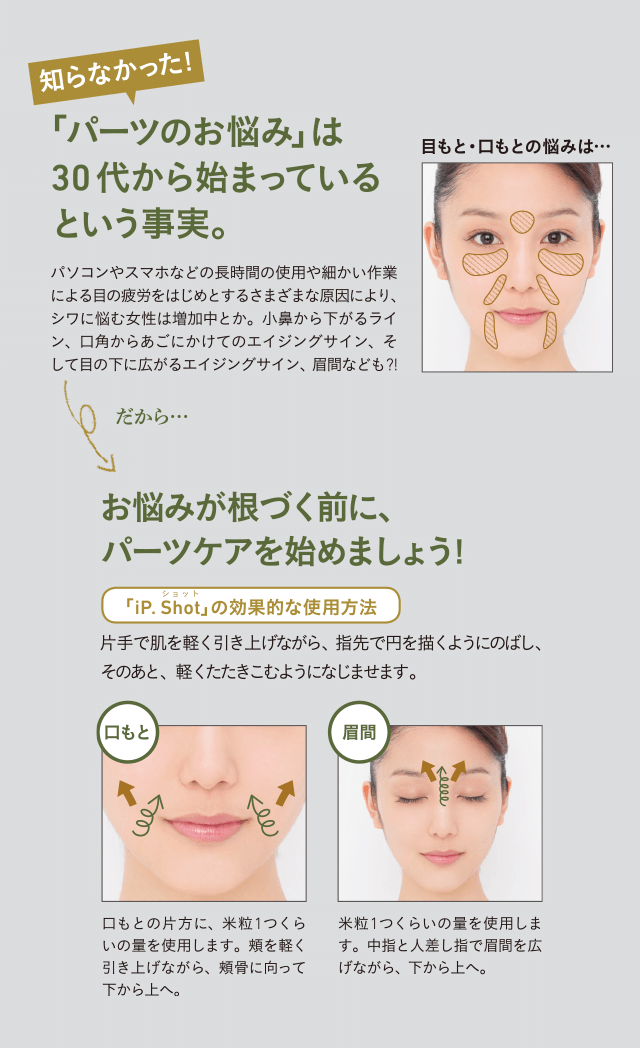 知らなかった!
「パーツのお悩み」は
30代から始まっている
という事実。
パソコンやスマホなどの長時間の使用や細かい作業
による目の疲労をはじめとするさまざまな原因により、
シワに悩む女性は増加中とか。小鼻から下がるライ
ン、口角からあごにかけてのエイジングサイン、そ
して目の下に広がるエイジングサイン、眉間なども?!
目もと・口もとの悩みは…
だから…
お悩みが根づく前に、
パーツケアを始めましょう!
ショット
「iP. Shot」の効果的な使用方法
片手で肌を軽く引き上げながら、指先で円を描くようにのばし、
そのあと、軽くたたきこむようになじませます。
口もと
口もとの片方に、米粒1つくら
いの量を使用します。頬を軽く
引き上げながら、頬骨に向って
下から上へ。
眉間
米粒1つくらいの量を使用しま
す。中指と人差し指で眉間を広
げながら、下から上へ。